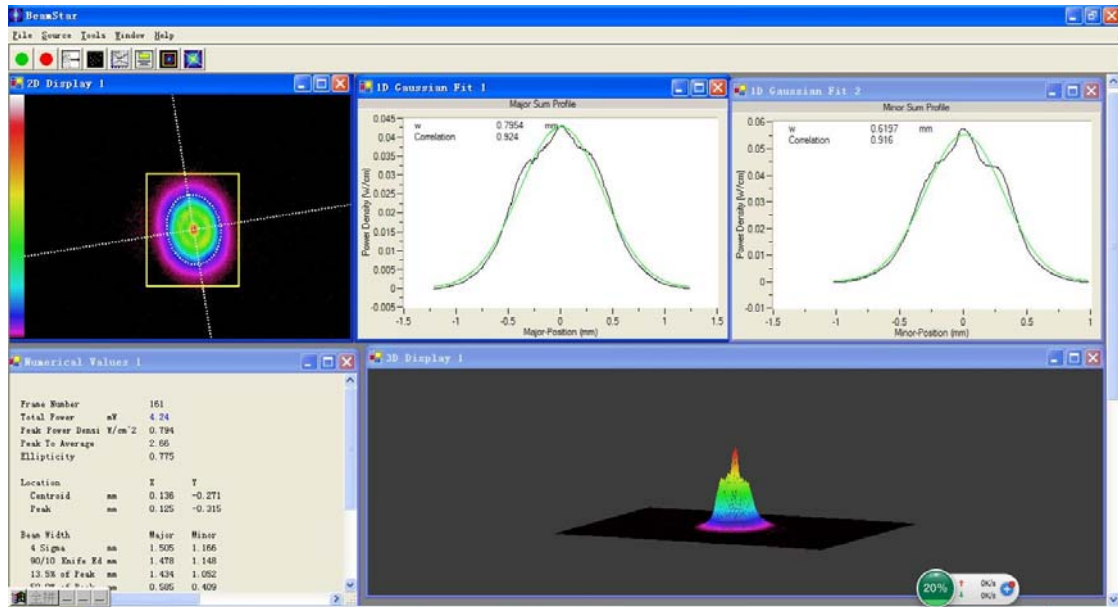 BeamStar
File Source Tools Window Help
2D Display 1
1D Gaussian Fit 1
Major Sum Profile
w 0.7954 mm
Correlation 0.924
Power Density [w/cm]
0.045
0.04
0.035
0.03
0.025
0.02
0.015
0.01
0.005
0
-0.005
-1.5 -1 -0.5 0 0.5 1 1.5
Major-Position (mm)
1D Gaussian Fit 2
Minor Sum Profile
w 0.6197 mm
Correlation 0.916
Power Density [w/cm]
0.06
0.05
0.04
0.03
0.02
0.01
0
-0.01
-1.5 -1 -0.5 0 0.5 1
Minor-Position (mm)
Numerical Values 1
Frame Number 161
Total Power mW 4.24
Peak Power Densi W/cm^2 0.794
Peak To Average 2.66
Ellipticity 0.775
Location X Y
Centroid mm 0.136 -0.271
Peak mm 0.125 -0.315
Beam Width Major Minor
4 Sigma mm 1.505 1.166
90/10 Knife Ed mm 1.478 1.148
13.5% of Peak mm 1.434 1.052
50.0% of Peak mm 0.585 0.409
全拼
3D Display 1
20%
0K/s
0K/s